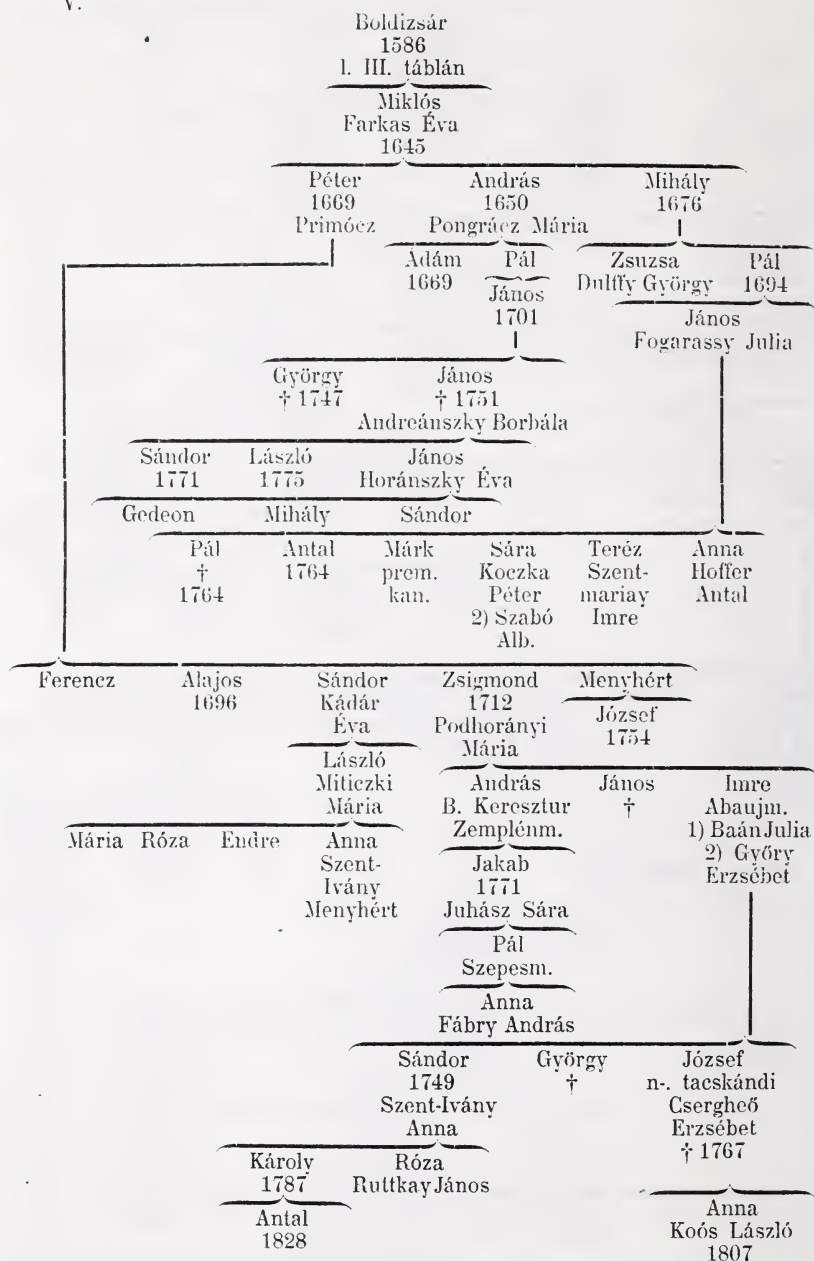 V.
Boldizsár
1586
l. III. táblán
Miklós
Farkas Éva
1645
Péter András Mihály
1669 1650 1676
Primócz Pongrácz Mária
Ádám Pál Zsuzsa Pál
1669 János Dulffy György 1694
1701 János
Fogarassy Julia
György János
† 1747 † 1751
Andreánszky Borbála
Sándor László János
1771 1775 Horánszky Éva
Gedeon Mihály Sándor
Pál Antal Márk Sára Teréz Anna
† 1764 prem. Koczka Szent- Hoffer
1764 kan. Péter mariay Antal
2) Szabó Imre
Alb.
Ferencz Alajos Sándor Zsigmond Menyhért
1696 Kádár 1712 József
Éva Podhorányi 1754
Mária
László András János Imre
Miticzki B. Keresztur † Abaujm.
Mária Zemplénm. 1) Baán Julia
2) Győry
Erzsébet
Mária Róza Endre Anna Jakab
Szent- 1771
Ivány Juhász Sára
Menyhért
Pál
Szepesm.
Anna
Fábry András
Sándor György József
1749 † n-. tacskándi
Szent-Ivány Csergheő
Anna Erzsébet
† 1767
Károly Róza
1787 Ruttkay János
Antal Anna
1828 Koós László
1807